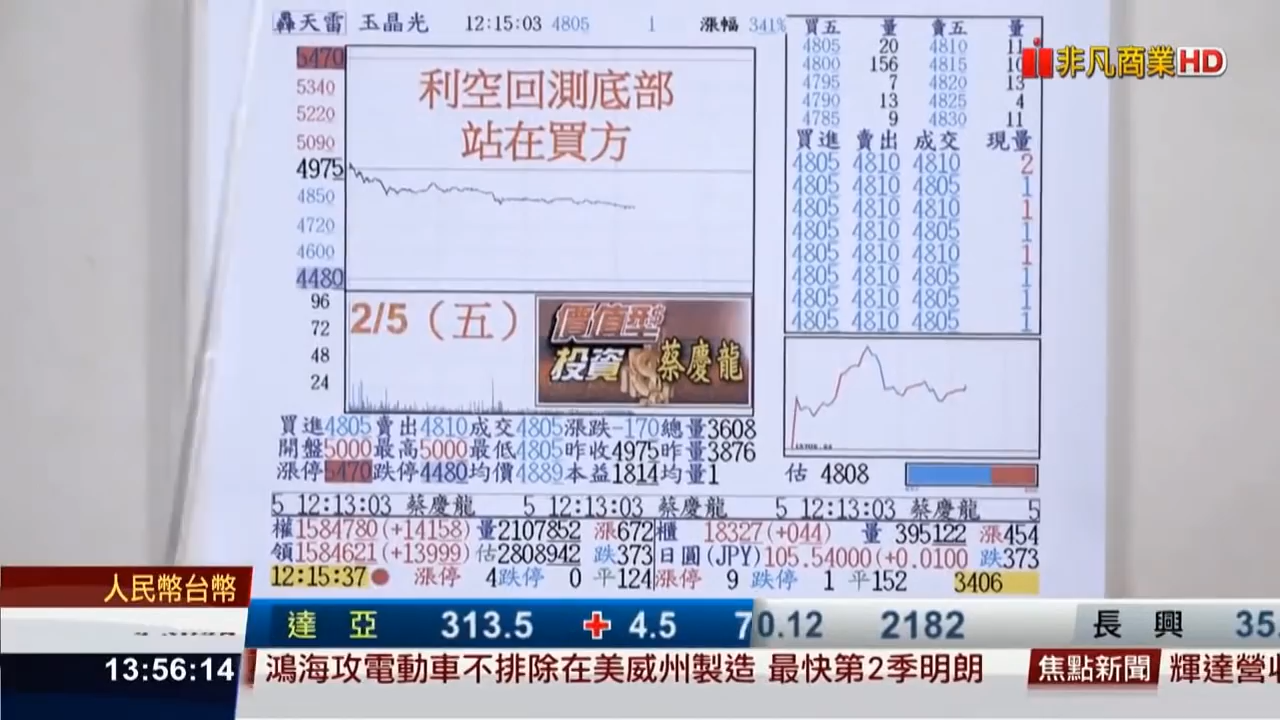 轟天雷 玉晶光 12:15:03 4805 1 漲幅 341%
5470
5340
5220
5090
4975
4850
4720
4600
4480
96
72
48
24
利空回測底部
站在買方
2/5（五）
價值型
投資
蔡慶龍
買五 量 賣五 量
4805 20 4810 11
4800 156 4815 10
4795 7 4820 13
4790 13 4825 4
4785 9 4830 11
買進 賣出 成交 現量
4805 4810 4810 2
4805 4810 4805 1
4805 4810 4810 1
4805 4810 4805 1
4805 4810 4810 1
4805 4810 4805 1
4805 4810 4805 1
4805 4810 4805 1
估 4808
買進4805賣出4810成交4805漲跌-170總量3608
開盤5000最高5000最低4805昨收4975昨量3876
漲停5470跌停4480均價4889本益1814均量1
5 12:13:03 蔡慶龍 5 12:13:03 蔡慶龍 5 12:13:03 蔡慶龍 5
權1584780(+14158)量2107852 漲672櫃 18327(+044) 量 395122 漲454
領1584621(+13999)估2808942 跌373日圓(JPY)105.54000(+0.0100 跌373
12:15:37 漲停 4跌停 0 平124漲停 9 跌停 1 平152 3406
非凡商業HD
人民幣台幣
達亞 313.5 + 4.5 70.12 2182 長興 35.
13:56:14
鴻海攻電動車不排除在美威州製造 最快第2季明朗 焦點新聞 輝達營收